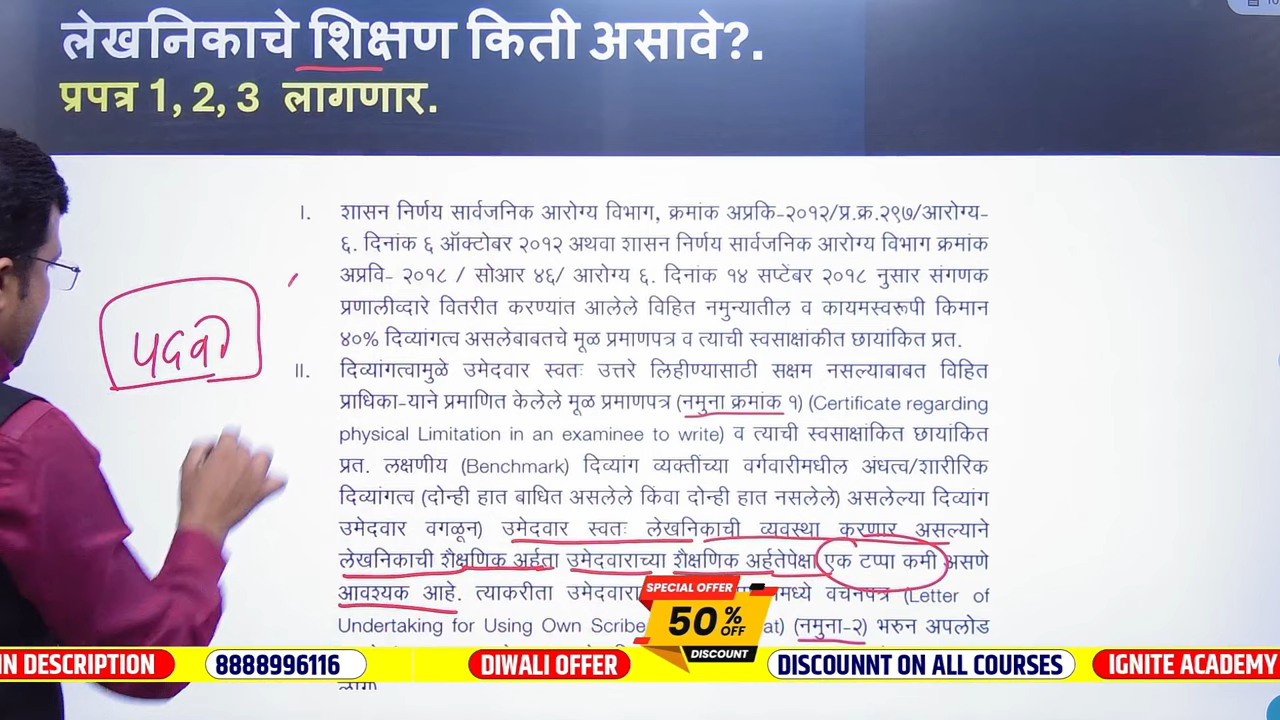 लेखनिकाचे शिक्षण किती असावे?.
प्रपत्र 1, 2, 3 लागणार.
I. शासन निर्णय सार्वजनिक आरोग्य विभाग, क्रमांक अप्रकि-२०१२/प्र.क्र.२९७/आरोग्य-
६. दिनांक ६ ऑक्टोबर २०१२ अथवा शासन निर्णय सार्वजनिक आरोग्य विभाग क्रमांक
अप्रवि- २०१८ / सोआर ४६/ आरोग्य ६. दिनांक १४ सप्टेंबर २०१८ नुसार संगणक
प्रणालीव्दारे वितरीत करण्यांत आलेले विहित नमुन्यातील व कायमस्वरूपी किमान
४०% दिव्यांगत्व असलेबाबतचे मूळ प्रमाणपत्र व त्याची स्वसाक्षांकीत छायांकित प्रत.
पदवी
II. दिव्यांगत्वामुळे उमेदवार स्वतः उत्तरे लिहीण्यासाठी सक्षम नसल्याबाबत विहित
प्राधिका-याने प्रमाणित केलेले मूळ प्रमाणपत्र (नमुना क्रमांक १) (Certificate regarding
physical Limitation in an examinee to write) व त्याची स्वसाक्षांकित छायांकित
प्रत. लक्षणीय (Benchmark) दिव्यांग व्यक्तींच्या वर्गवारीमधील अंधत्व/शारीरिक
दिव्यांगत्व (दोन्ही हात बाधित असलेले किंवा दोन्ही हात नसलेले) असलेल्या दिव्यांग
उमेदवार वगळून) उमेदवार स्वतः लेखनिकाची व्यवस्था करणार असल्याने
लेखनिकाची शैक्षणिक अर्हता उमेदवाराच्या शैक्षणिक अर्हतेपेक्षा एक टप्पा कमी असणे
आवश्यक आहे. त्याकरीता उमेदवारा मध्ये वचनपत्र (Letter of
Undertaking for Using Own Scribe at) (नमुना-२) भरुन अपलोड
SPECIAL OFFER
50% OFF
DISCOUNT
IN DESCRIPTION 8888996116 DIWALI OFFER DISCOUNNT ON ALL COURSES IGNITE ACADEMY